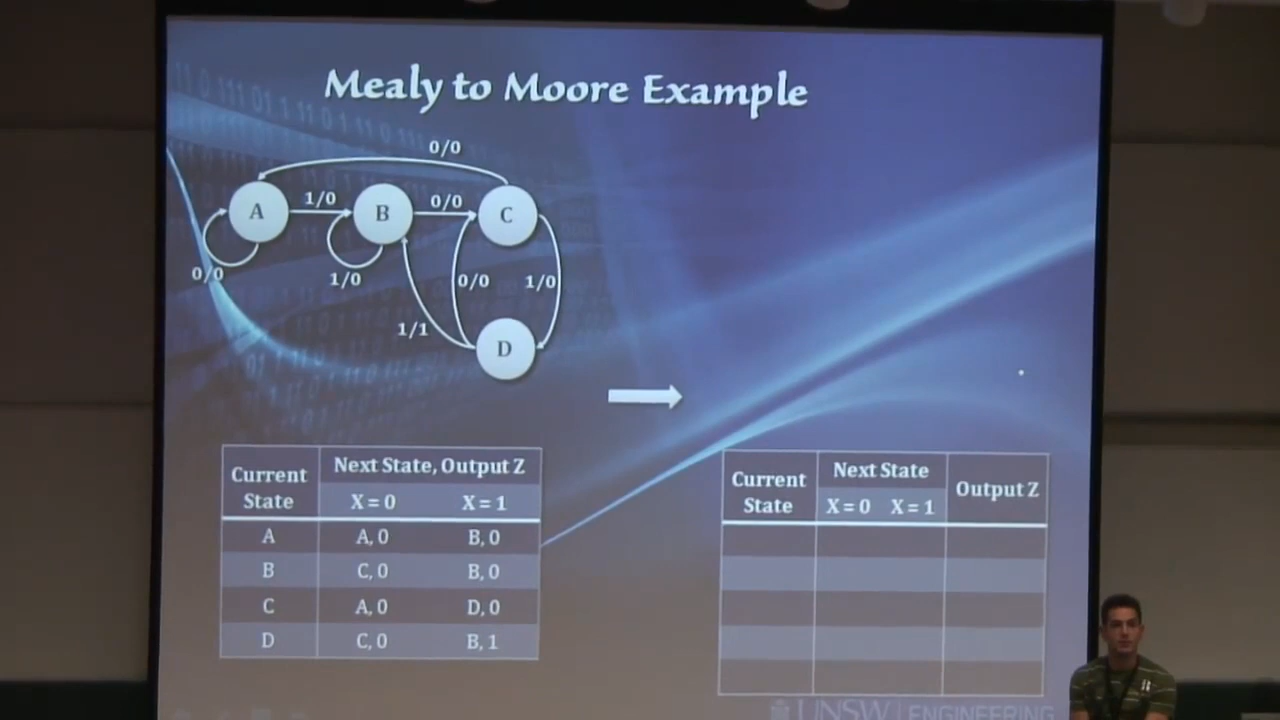 Mealy to Moore Example
0/0
A
1/0
B
0/0
C
0/0
1/0
0/0
1/0
1/1
D
Current State
Next State, Output Z
X = 0 X = 1
A A, 0 B, 0
B C, 0 B, 0
C A, 0 D, 0
D C, 0 B, 1
Current State
Next State
X = 0 X = 1
Output Z
UNSW ENGINEERING